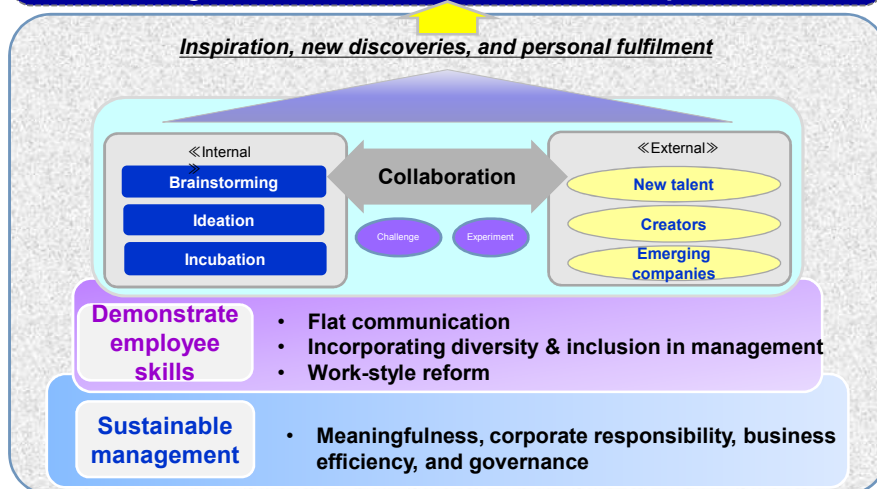 Inspiration, new discoveries, and personal fulfilment
≪Internal
≫
Brainstorming
Ideation
Incubation
Collaboration
Challenge
Experiment
≪External≫
New talent
Creators
Emerging
companies
Demonstrate
employee
skills
• Flat communication
• Incorporating diversity & inclusion in management
• Work-style reform
Sustainable
management
• Meaningfulness, corporate responsibility, business
efficiency, and governance